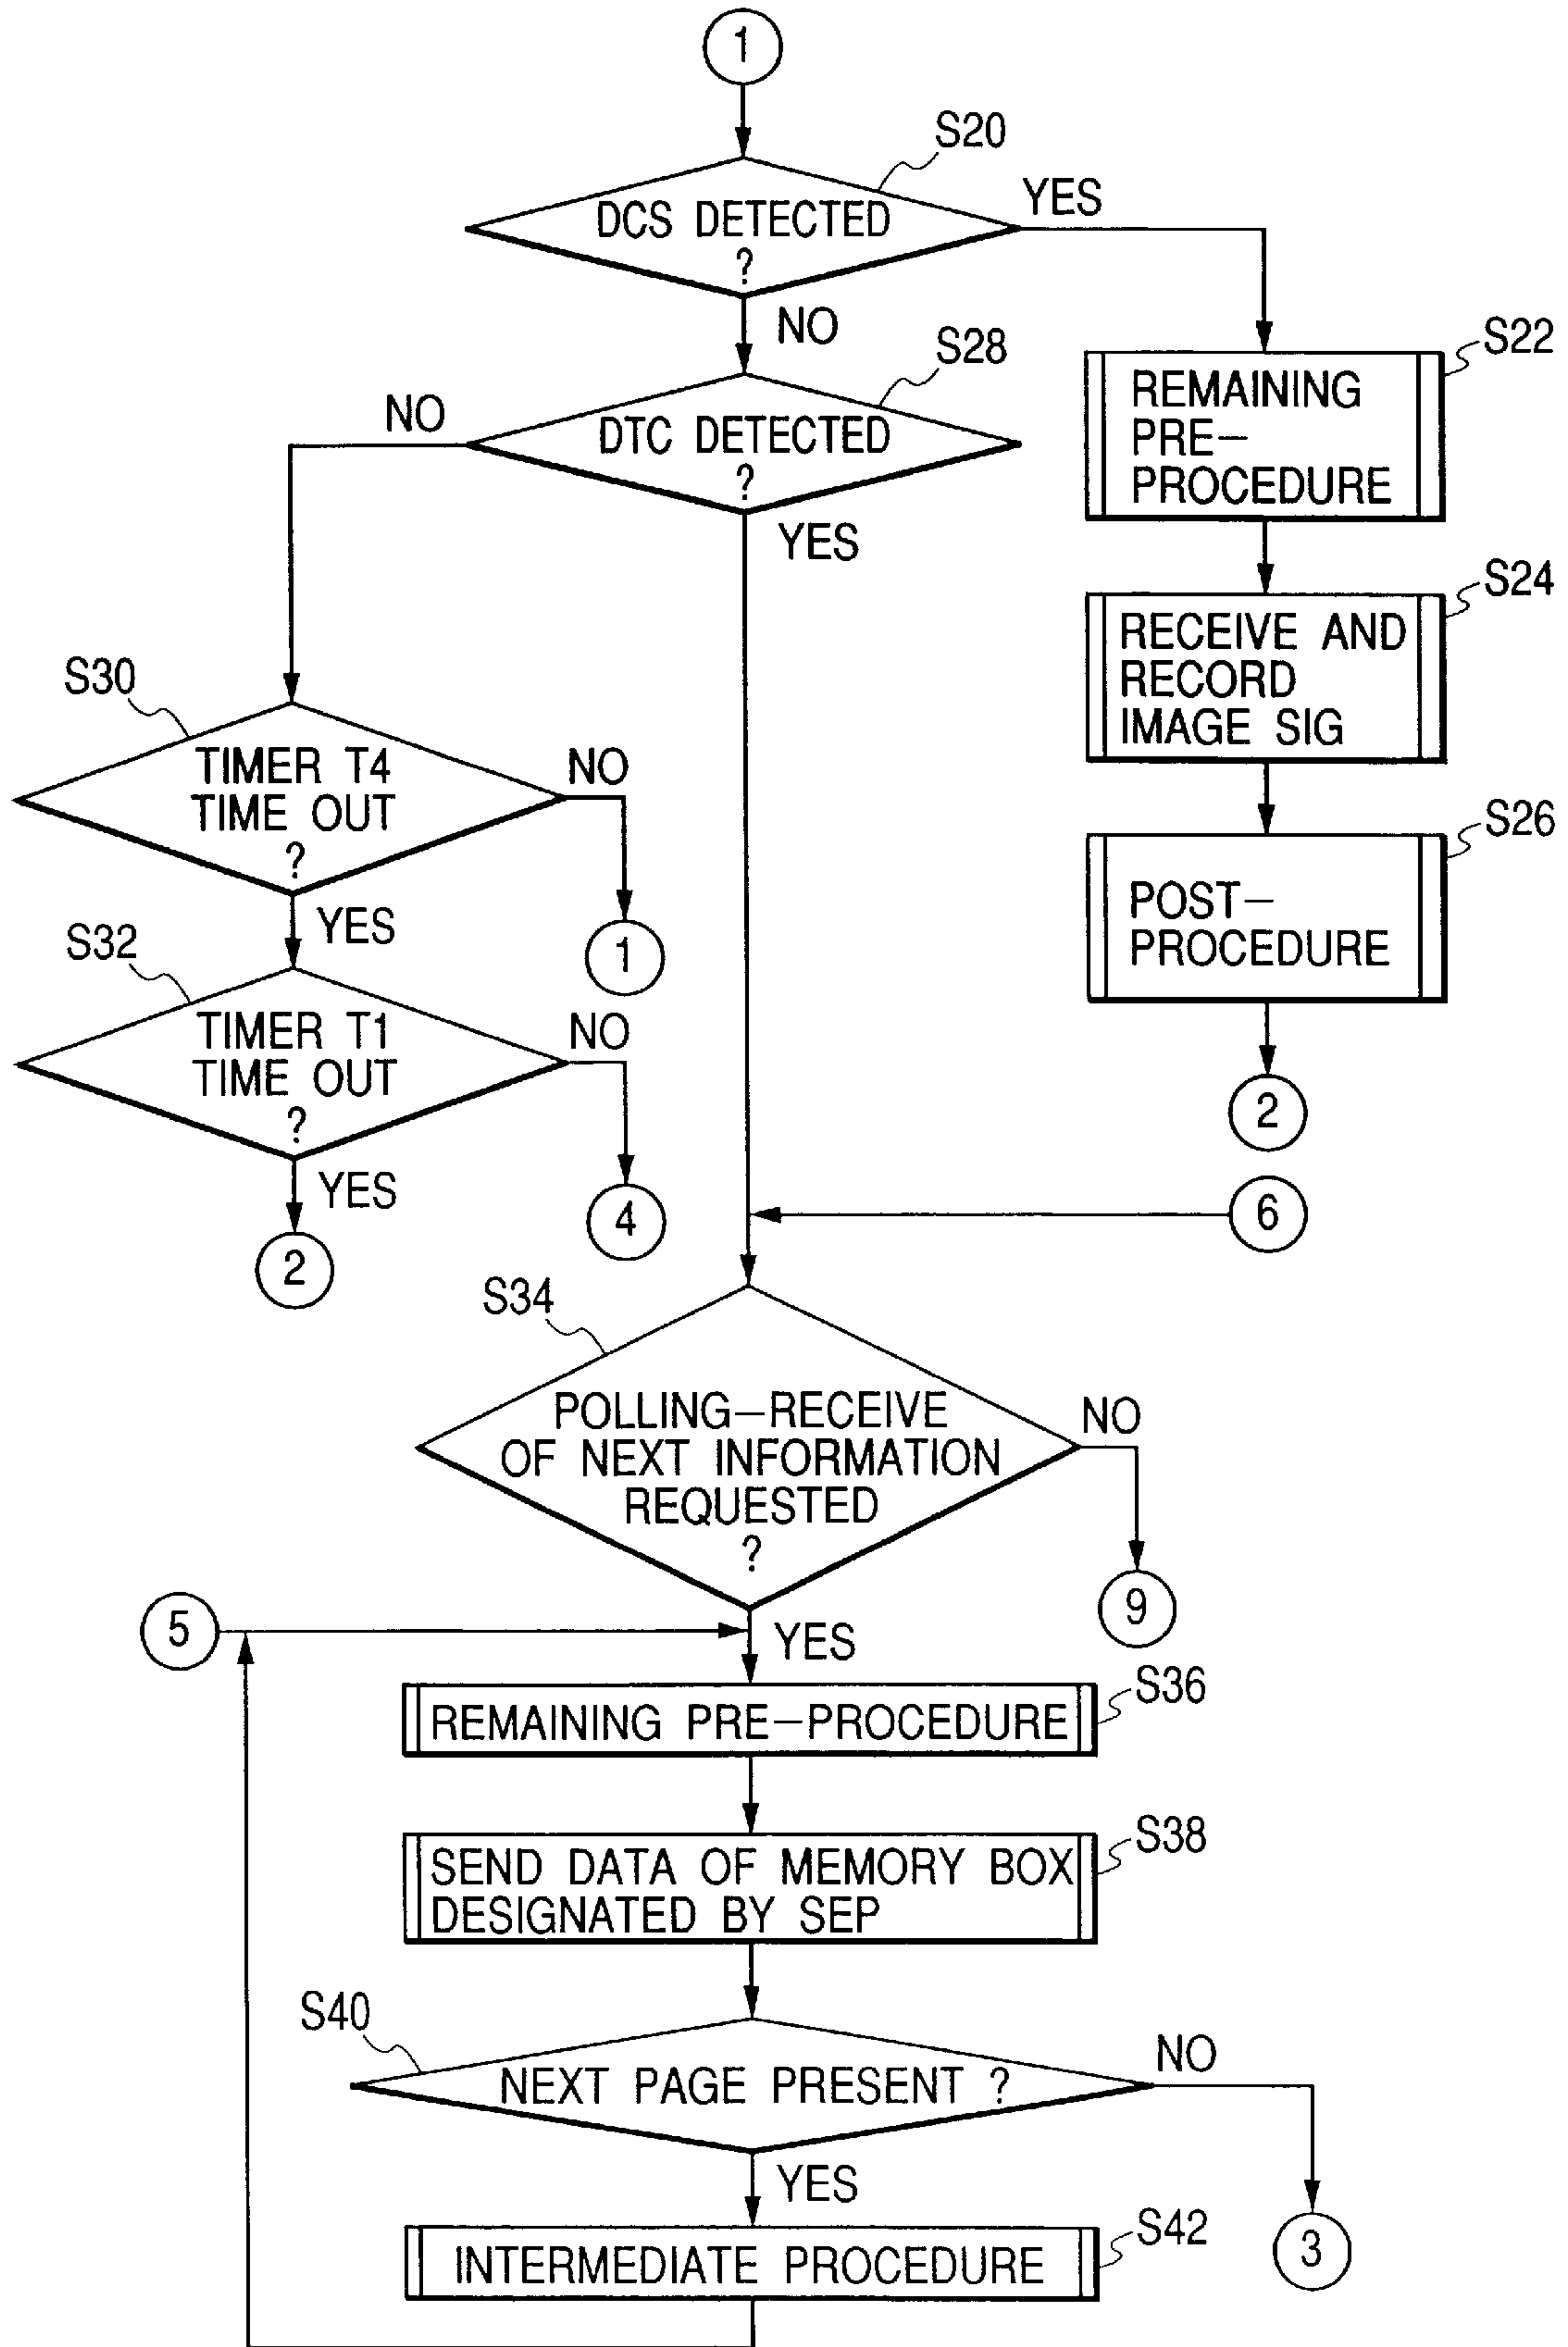 1
S20
DCS DETECTED
?
YES
NO
S22
REMAINING
PRE-
PROCEDURE
S28
DTC DETECTED
?
NO
YES
S24
RECEIVE AND
RECORD
IMAGE SIG
S30
TIMER T4
TIME OUT
?
NO
1
YES
S26
POST-
PROCEDURE
2
S32
TIMER T1
TIME OUT
?
NO
4
YES
2
6
S34
POLLING-RECEIVE
OF NEXT INFORMATION
REQUESTED
?
NO
9
5
YES
S36
REMAINING PRE-PROCEDURE
S38
SEND DATA OF MEMORY BOX
DESIGNATED BY SEP
S40
NEXT PAGE PRESENT ?
NO
3
YES
S42
INTERMEDIATE PROCEDURE